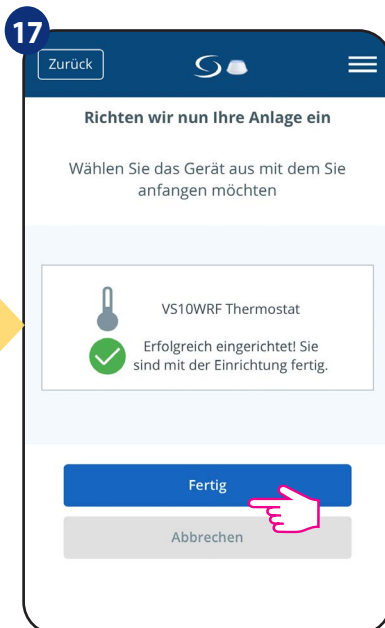 17
Zurück
Richten wir nun Ihre Anlage ein
Wählen Sie das Gerät aus mit dem Sie
anfangen möchten
VS10WRF Thermostat
Erfolgreich eingerichtet! Sie
sind mit der Einrichtung fertig.
Fertig
Abbrechen